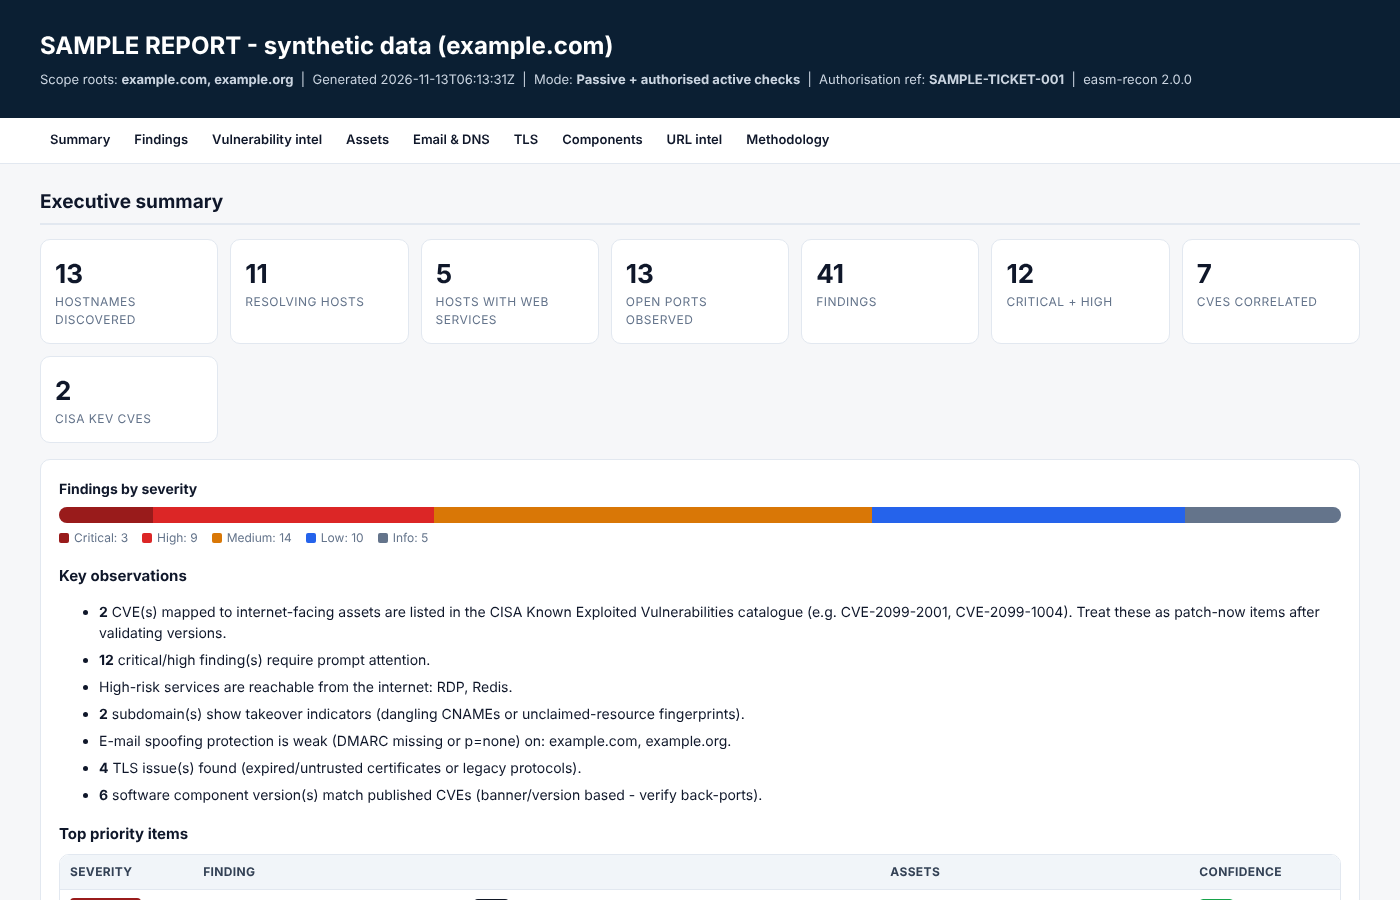 SAMPLE REPORT - synthetic data (example.com)
Scope roots: example.com, example.org | Generated 2026-11-13T06:13:31Z | Mode: Passive + authorised active checks | Authorisation ref: SAMPLE-TICKET-001 | easm-recon 2.0.0
Summary Findings Vulnerability intel Assets Email & DNS TLS Components URL intel Methodology
Executive summary
13
HOSTNAMES
DISCOVERED
11
RESOLVING HOSTS
5
HOSTS WITH WEB
SERVICES
13
OPEN PORTS
OBSERVED
41
FINDINGS
12
CRITICAL + HIGH
7
CVES CORRELATED
2
CISA KEV CVES
Findings by severity
Critical: 3 High: 9 Medium: 14 Low: 10 Info: 5
Key observations
• 2 CVE(s) mapped to internet-facing assets are listed in the CISA Known Exploited Vulnerabilities catalogue (e.g. CVE-2099-2001, CVE-2099-1004). Treat these as patch-now items after
validating versions.
• 12 critical/high finding(s) require prompt attention.
• High-risk services are reachable from the internet: RDP, Redis.
• 2 subdomain(s) show takeover indicators (dangling CNAMEs or unclaimed-resource fingerprints).
• E-mail spoofing protection is weak (DMARC missing or p=none) on: example.com, example.org.
• 4 TLS issue(s) found (expired/untrusted certificates or legacy protocols).
• 6 software component version(s) match published CVEs (banner/version based - verify back-ports).
Top priority items
SEVERITY FINDING ASSETS CONFIDENCE